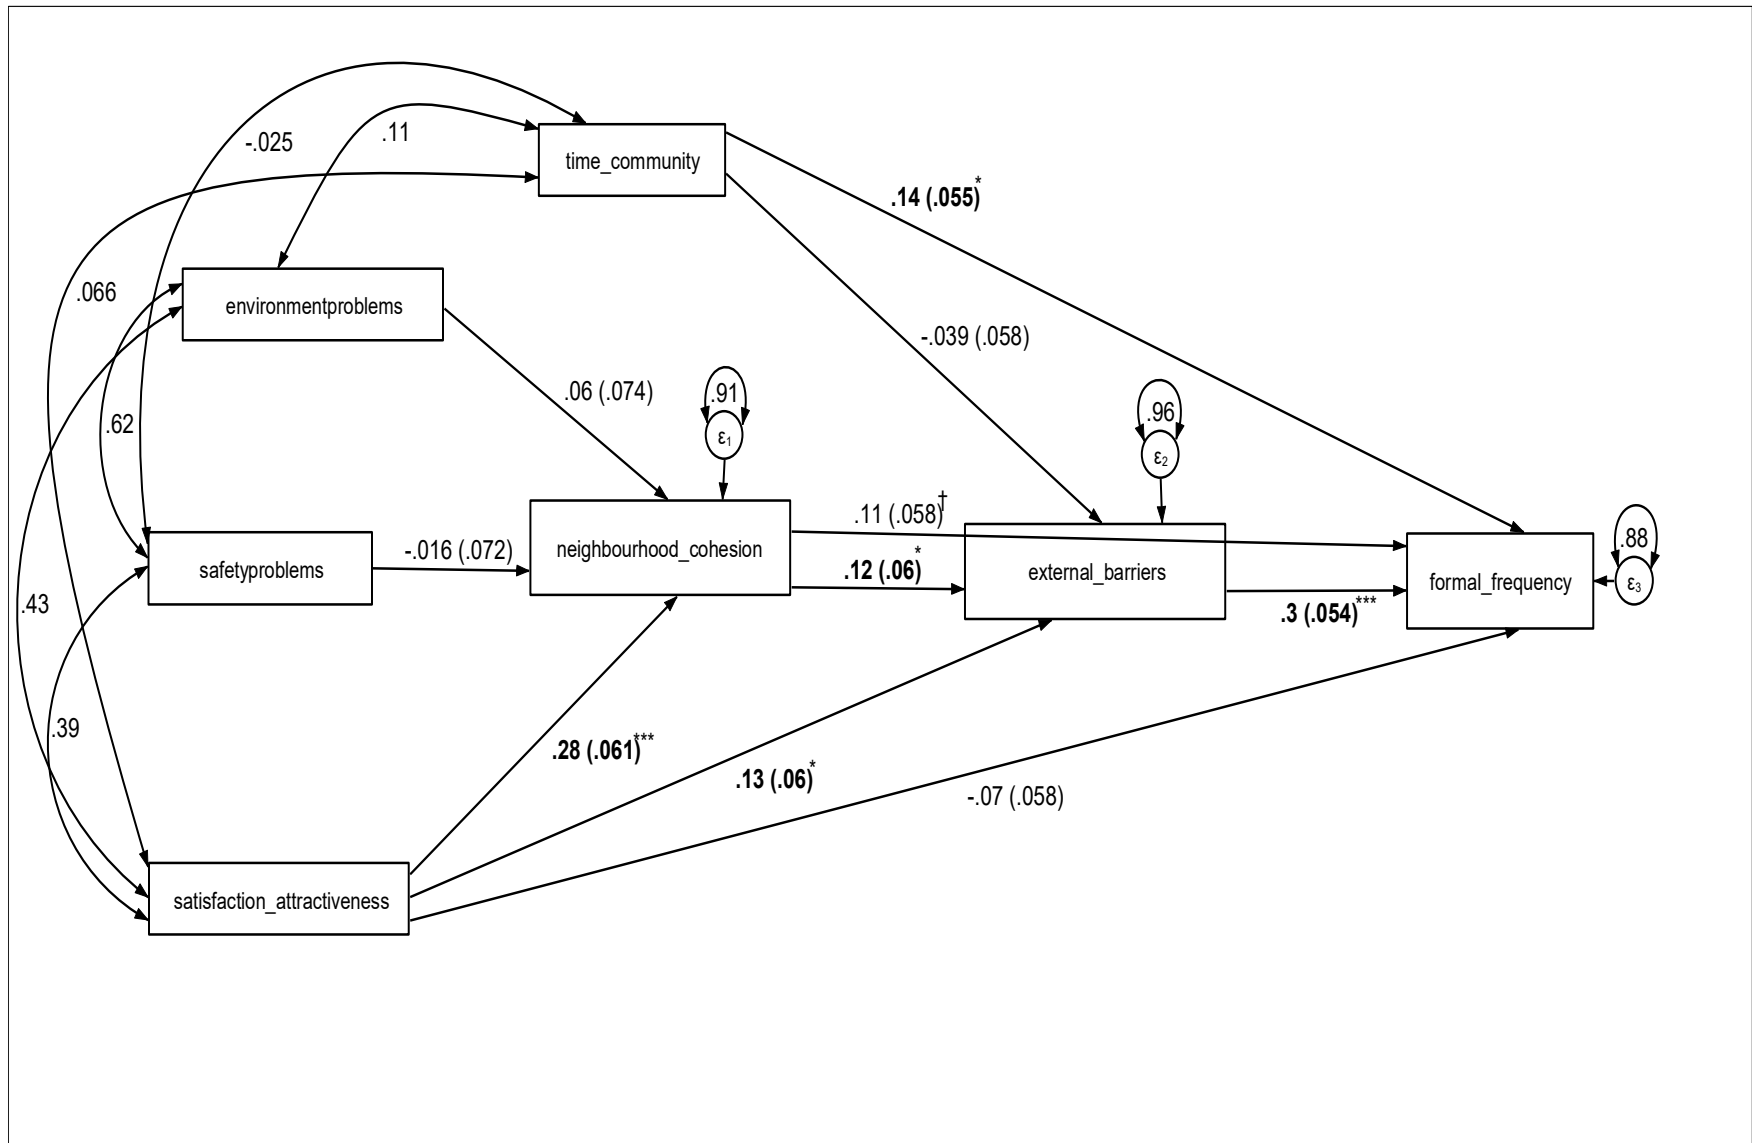 -.025
.11
time_community
.14 (.055)*
.066
environmentproblems
-.039 (.058)
.06 (.074)
.91
ε1
.96
ε2
.62
.11 (.058)†
neighbourhood_cohesion
-.016 (.072)
safetyproblems
.12 (.06)*
external_barriers
.88
ε3
formal_frequency
.3 (.054)***
.43
.39
.28 (.061)***
.13 (.06)*
-.07 (.058)
satisfaction_attractiveness